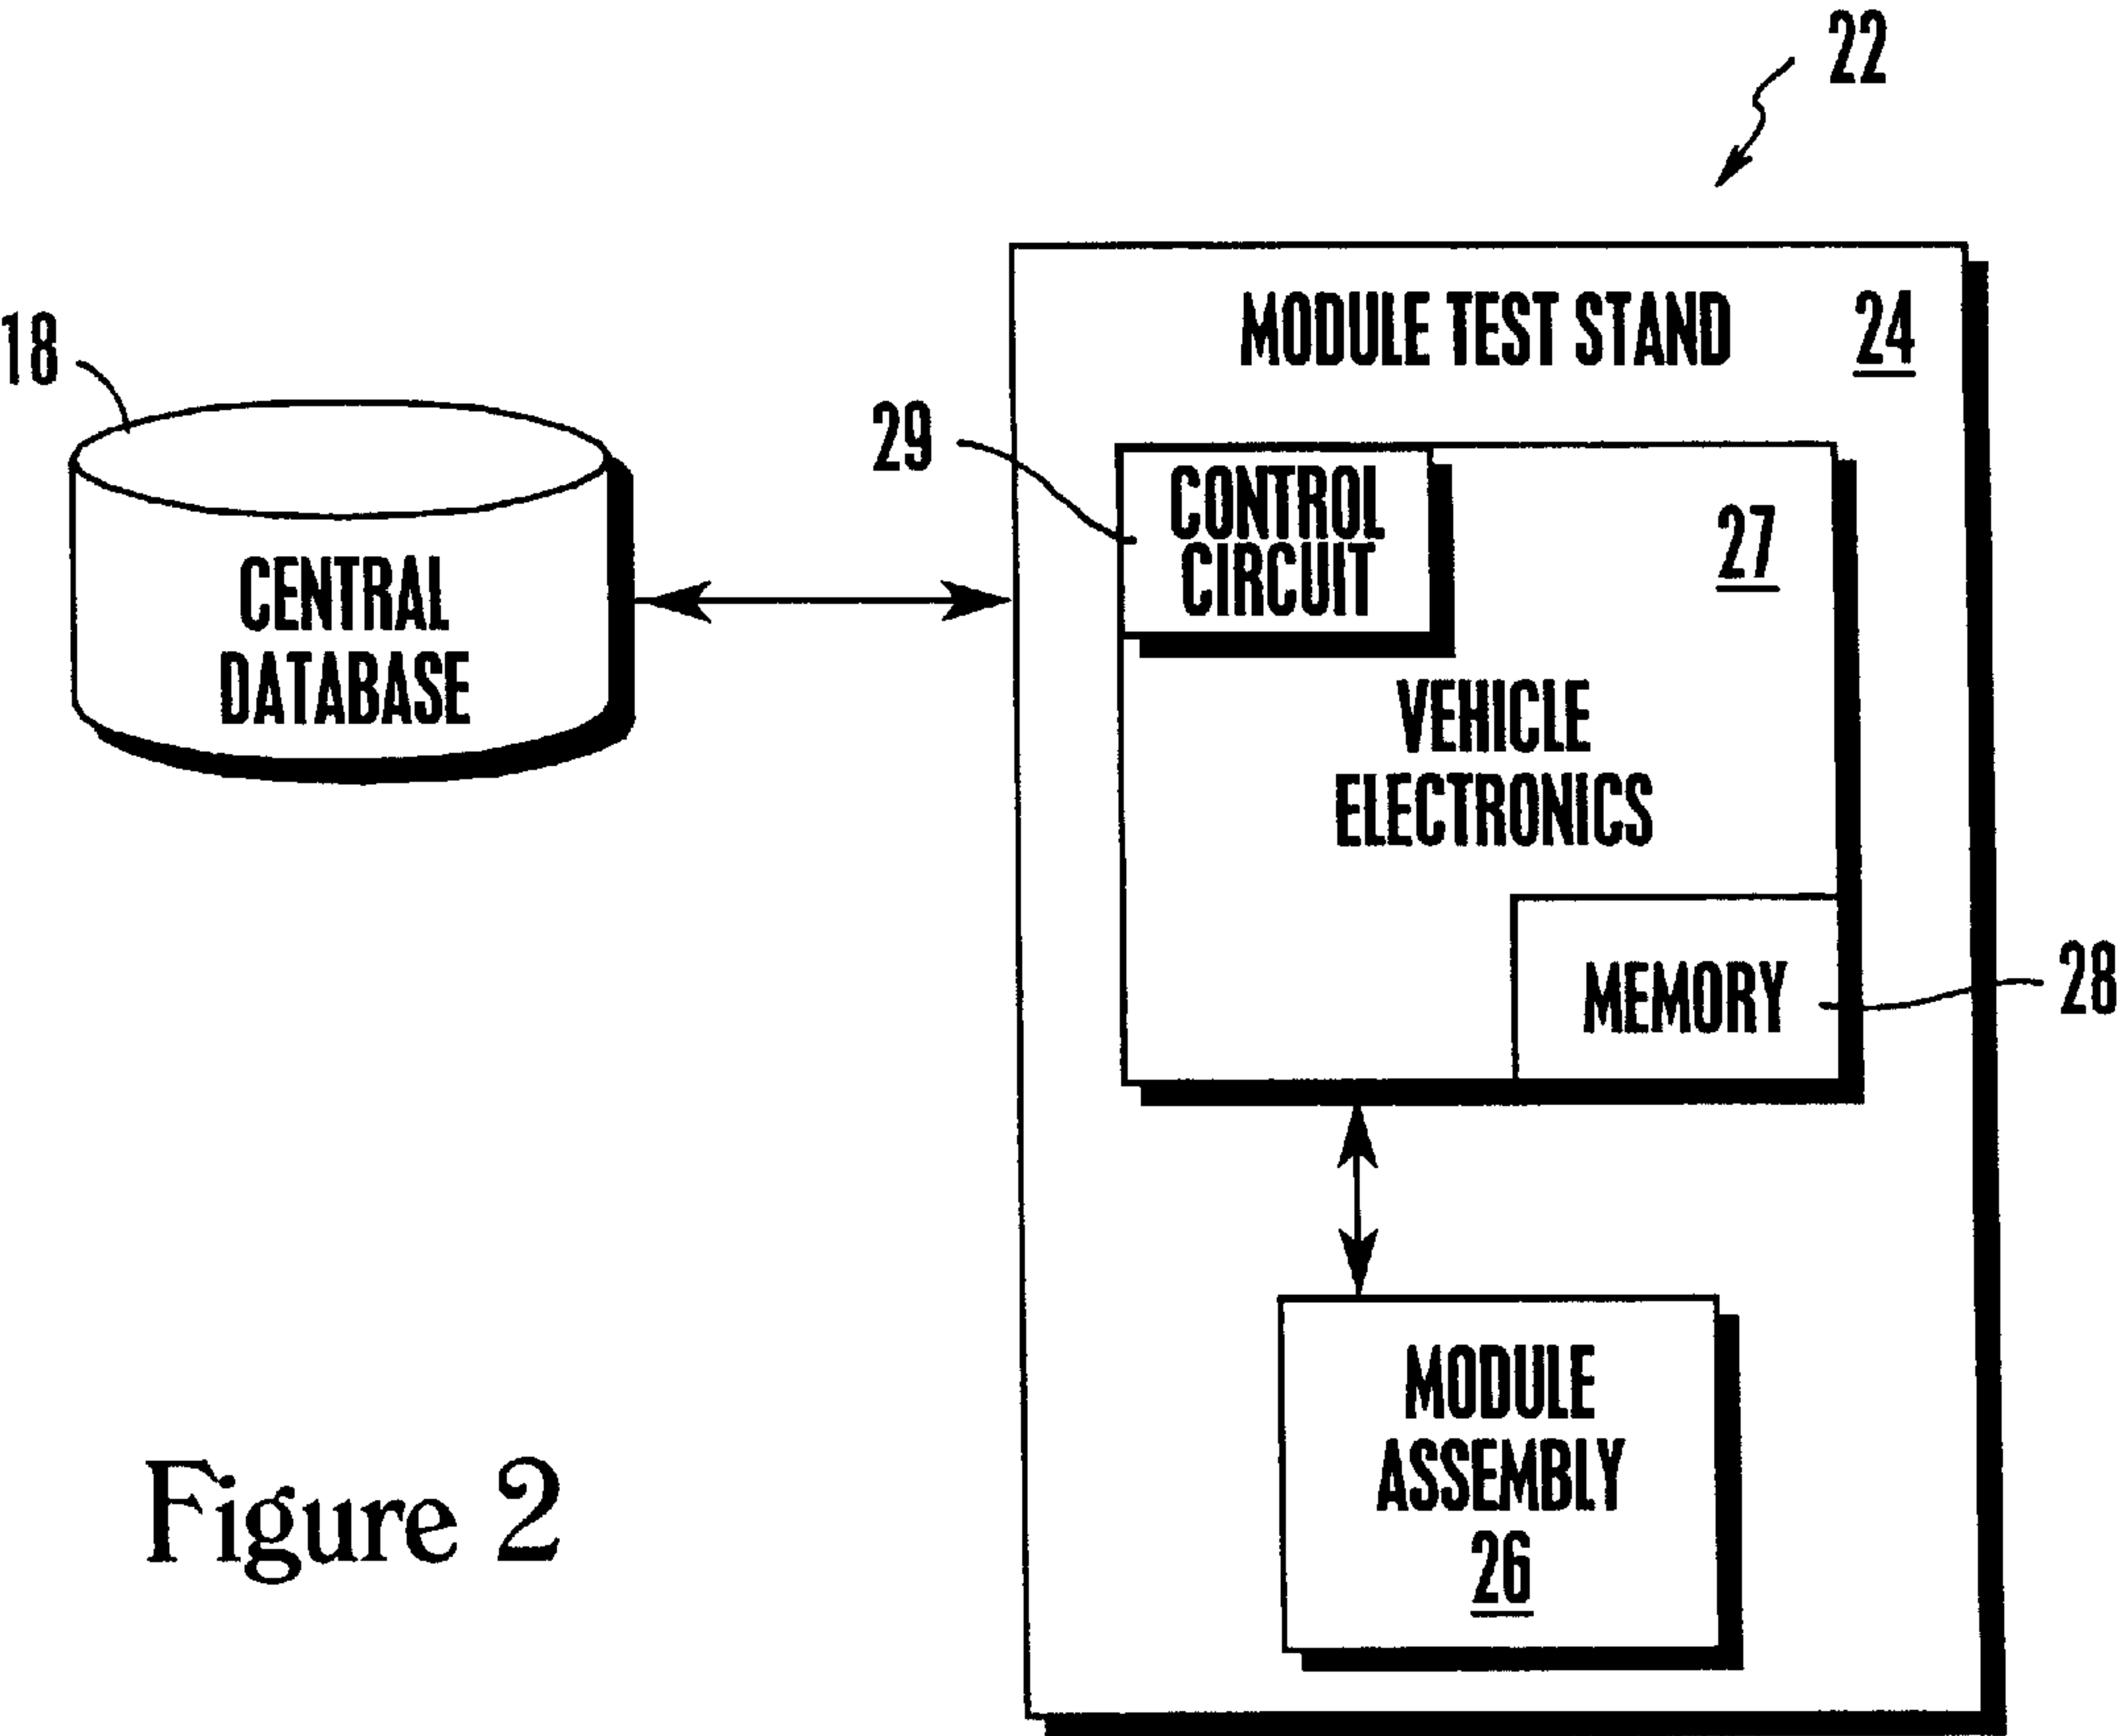 22
MODULE TEST STAND 24
18
29
CONTROL
CIRCUIT
27
CENTRAL
DATABASE
VEHICLE
ELECTRONICS
MEMORY
28
MODULE
ASSEMBLY
26
Figure 2